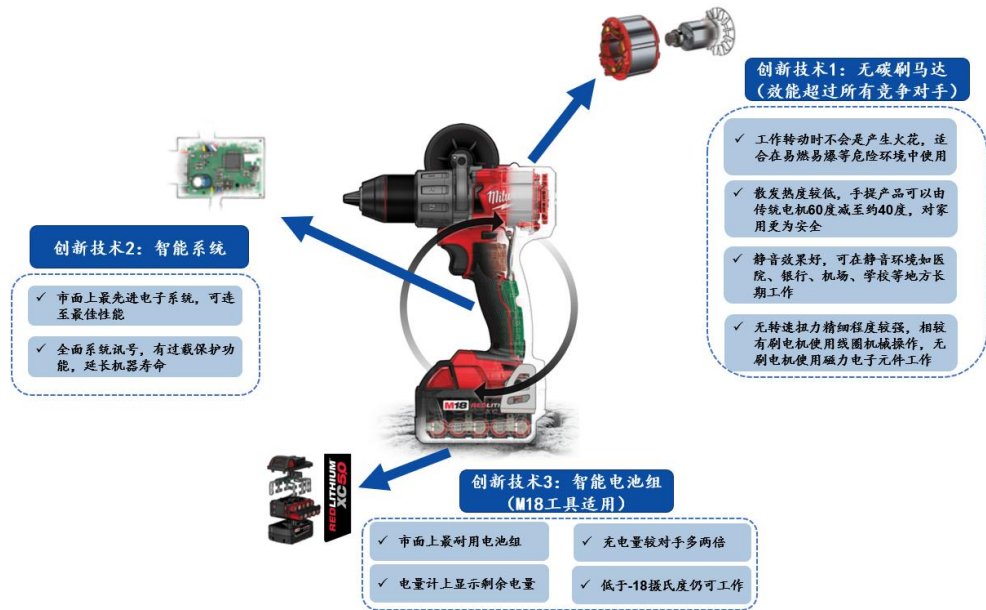 创新技术1：无碳刷马达
（效能超过所有竞争对手）
✓ 工作转动时不会是产生火花，适
合在易燃易爆等危险环境中使用
✓ 散发热度较低，手提产品可以由
传统电机60度减至约40度，对家
用更为安全
✓ 静音效果好，可在静音环境如医
院、银行、机场、学校等地方长
期工作
✓ 无转速扭力精细程度较强，相较
有刷电机使用线圈机械操作，无
刷电机使用磁力电子元件工作
创新技术2：智能系统
✓ 市面上最先进电子系统，可达
至最佳性能
✓ 全面系统讯号，有过载保护功
能，延长机器寿命
M18 REDLITHIUM XC
REDLITHIUM
XC5.0
创新技术3：智能电池组
（M18工具适用）
✓ 市面上最耐用电池组
✓ 充电量较对手多两倍
✓ 电量计上显示剩余电量
✓ 低于-18摄氏度仍可工作